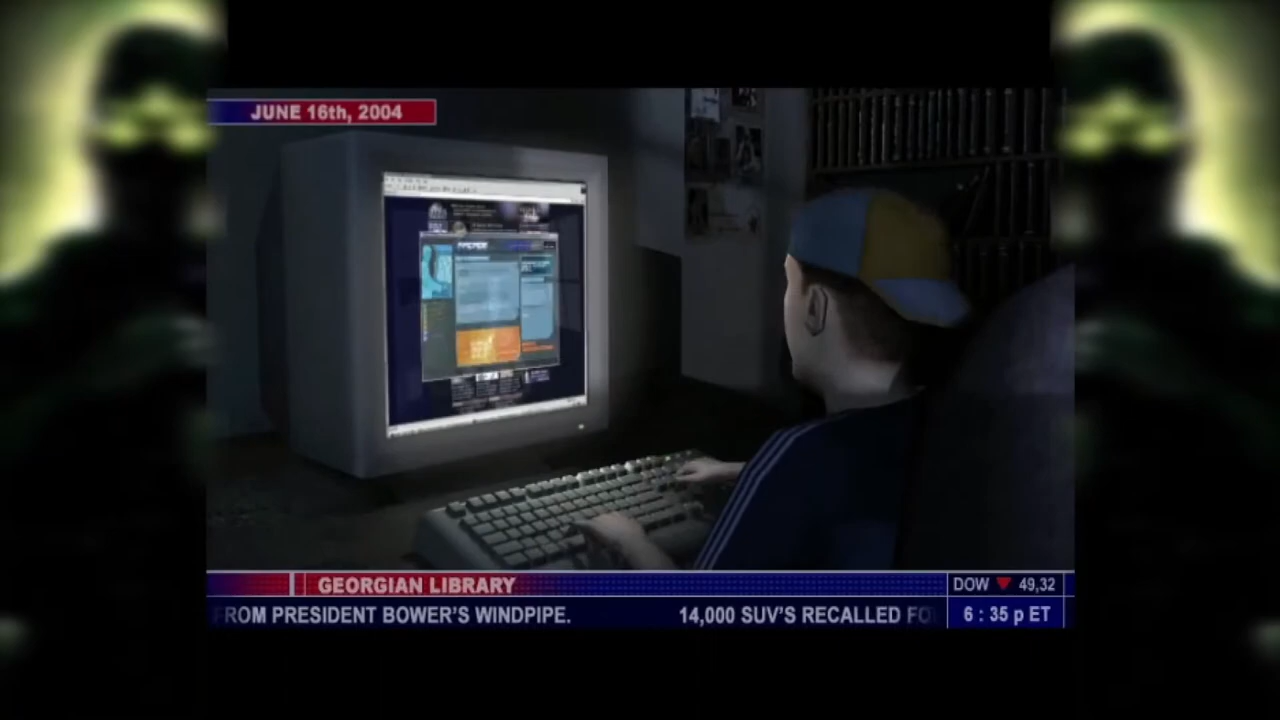 JUNE 16th, 2004
GEORGIAN LIBRARY
DOW 49,32
FROM PRESIDENT BOWER'S WINDPIPE. 14,000 SUV'S RECALLED
6 : 35 p ET